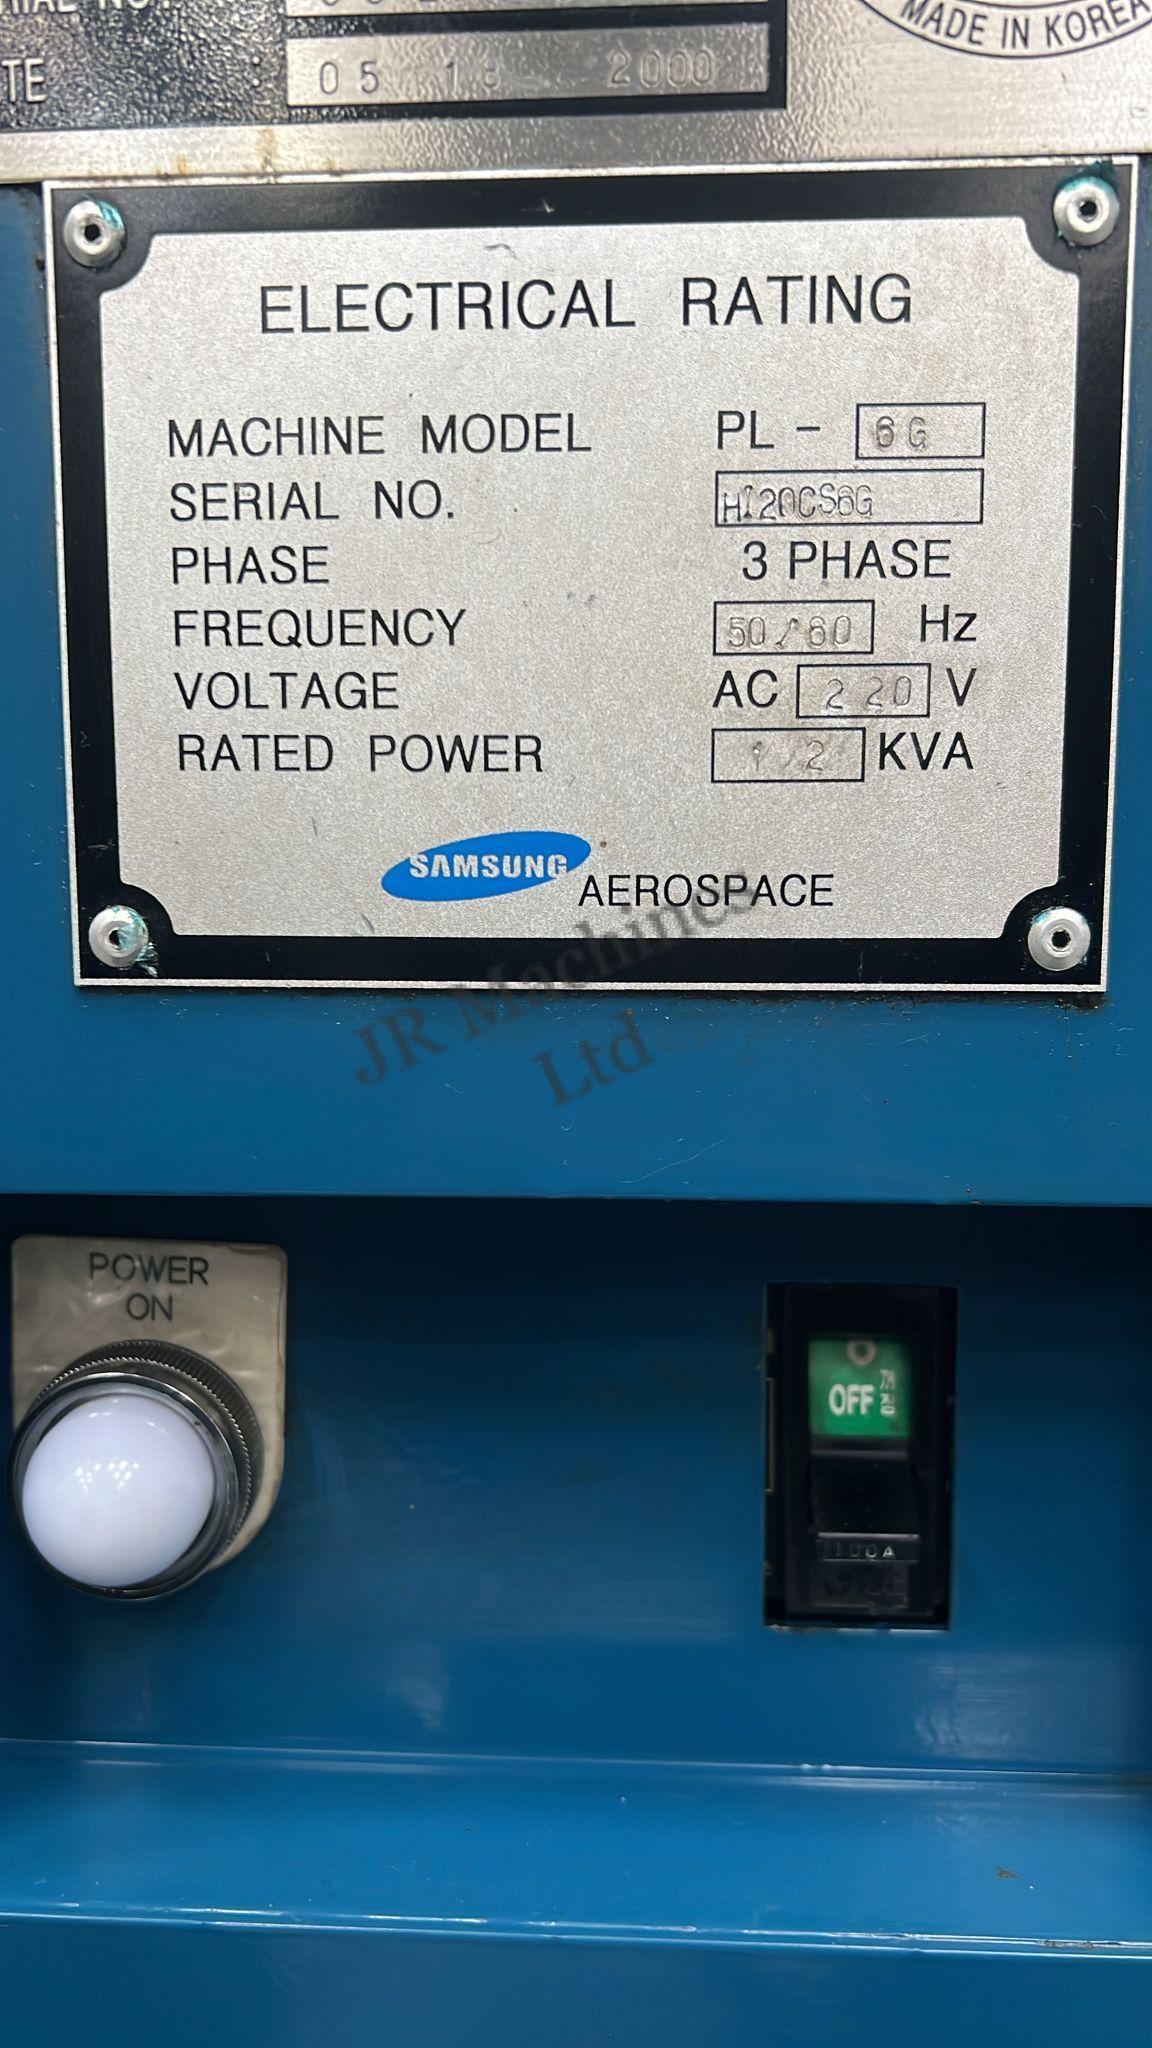 MADE IN KOREA
TE : 05 18 2000
ELECTRICAL RATING
MACHINE MODEL PL - 6G
SERIAL NO. HI20CS6G
PHASE 3 PHASE
FREQUENCY 50/60 Hz
VOLTAGE AC 220 V
RATED POWER 12 KVA
SAMSUNG AEROSPACE
JR Machines
Ltd
POWER
ON
OFF
100A